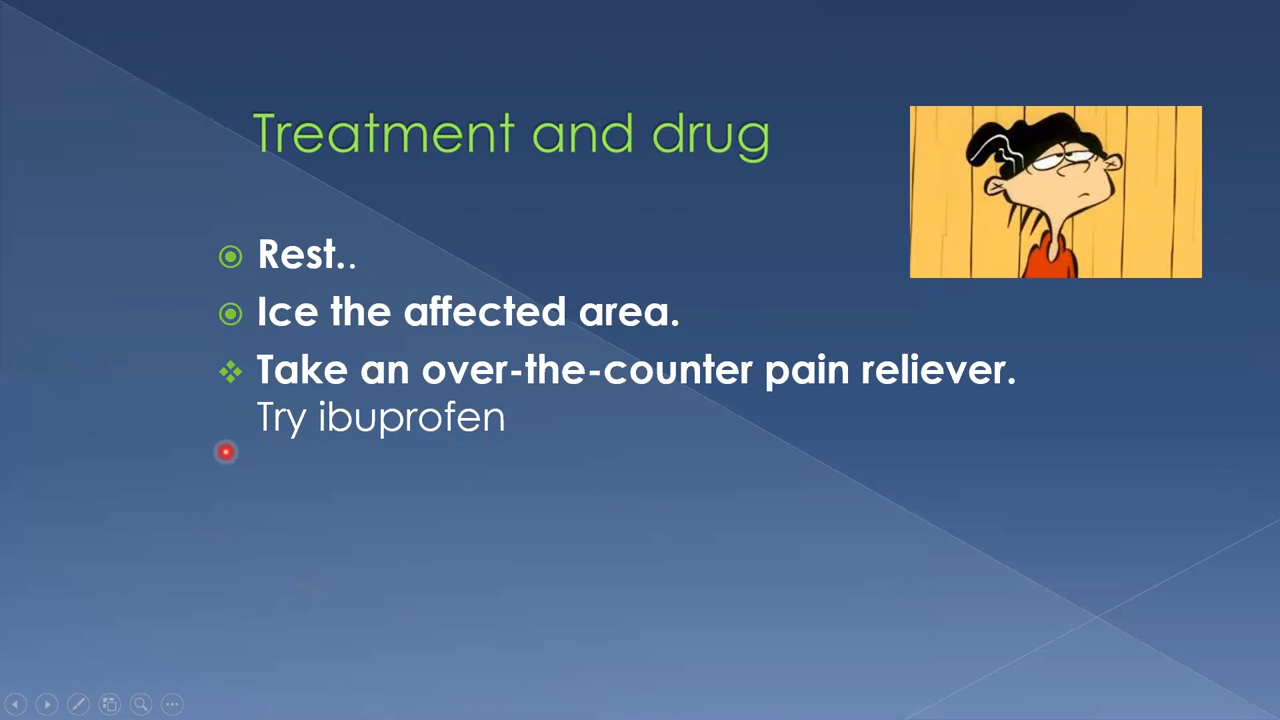 Treatment and drug
Rest..
Ice the affected area.
Take an over-the-counter pain reliever.
Try ibuprofen